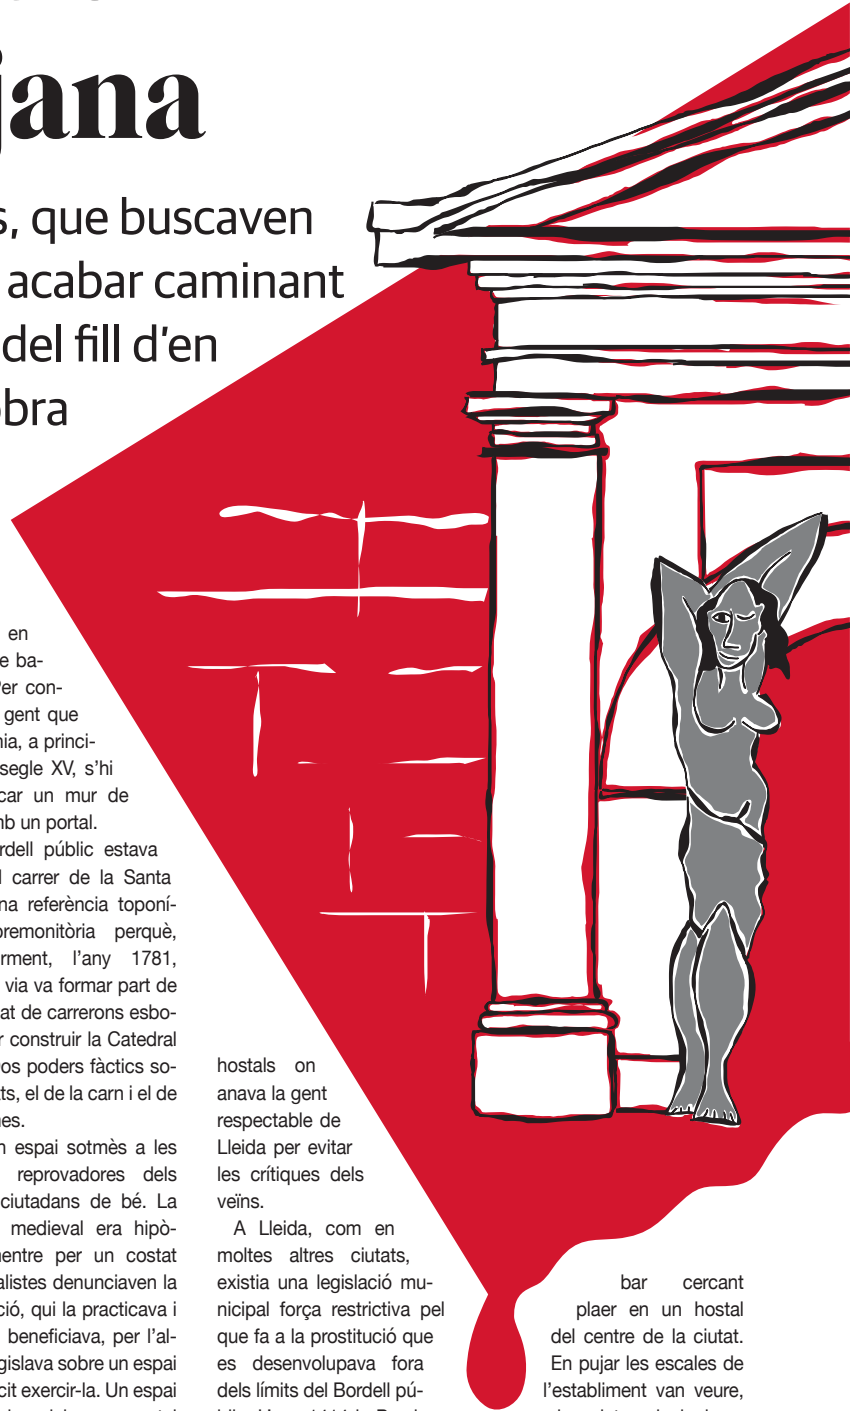 jana
s, que buscaven
acabar caminant
del fill d'en
obra
en
e ba-
Per con-
gent que
nia, a princi-
segle XV, s'hi
car un mur de
mb un portal.
rdell públic estava
l carrer de la Santa
na referència toponí-
premonitòria perquè,
rment, l'any 1781,
via va formar part de
at de carrerons esbo-
r construir la Catedral
os poders fàctics so-
ts, el de la carn i el de
nes.
n espai sotmès a les
reprovadores dels
ciutadans de bé. La
medieval era hipò-
mentre per un costat
alistes denunciaven la
ció, qui la practicava i
beneficiava, per l'al-
gislava sobre un espai
cit exercir-la. Un espai
hostals on
anava la gent
respectable de
Lleida per evitar
les crítiques dels
veïns.
A Lleida, com en
moltes altres ciutats,
existia una legislació mu-
nicipal força restrictiva pel
que fa a la prostitució que
es desenvolupava fora
dels límits del Bordell pú-
bar cercant
plaer en un hostal
del centre de la ciutat.
En pujar les escales de
l'establiment van veure,